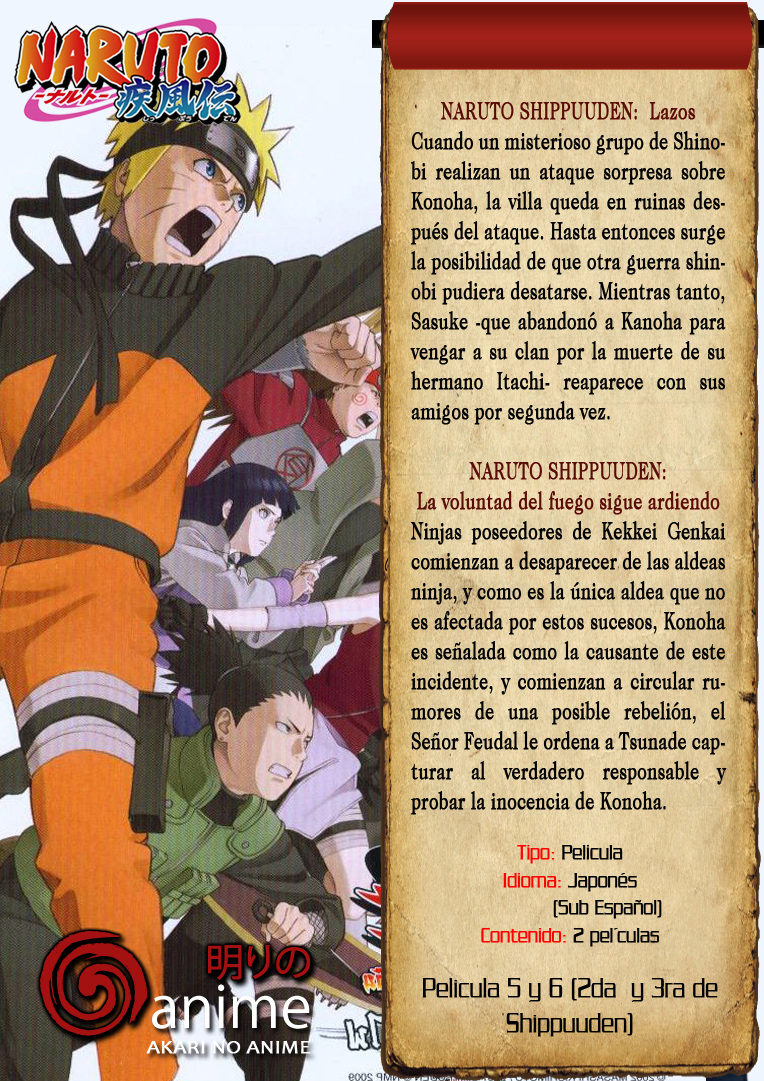 NARUTO
-ナルト-
疾風伝
しっ ぷう でん
NARUTO SHIPPUUDEN: Lazos
Cuando un misterioso grupo de Shino-
bi realizan un ataque sorpresa sobre
Konoha, la villa queda en ruinas des-
pués del ataque. Hasta entonces surge
la posibilidad de que otra guerra shin-
obi pudiera desatarse. Mientras tanto,
Sasuke -que abandonó a Kanoha para
vengar a su clan por la muerte de su
hermano Itachi- reaparece con sus
amigos por segunda vez.
NARUTO SHIPPUUDEN:
La voluntad del fuego sigue ardiendo
Ninjas poseedores de Kekkei Genkai
comienzan a desaparecer de las aldeas
ninja, y como es la única aldea que no
es afectada por estos sucesos, Konoha
es señalada como la causante de este
incidente, y comienzan a circular ru-
mores de una posible rebelión, el
Señor Feudal le ordena a Tsunade cap-
turar al verdadero responsable y
probar la inocencia de Konoha.
Tipo: Pelicula
Idioma: Japonés
(Sub Español)
Contenido: 2 pel´culas
Pelicula 5 y 6 (2da y 3ra de
Shippuuden)
明りの
anime
AKARI NO ANIME